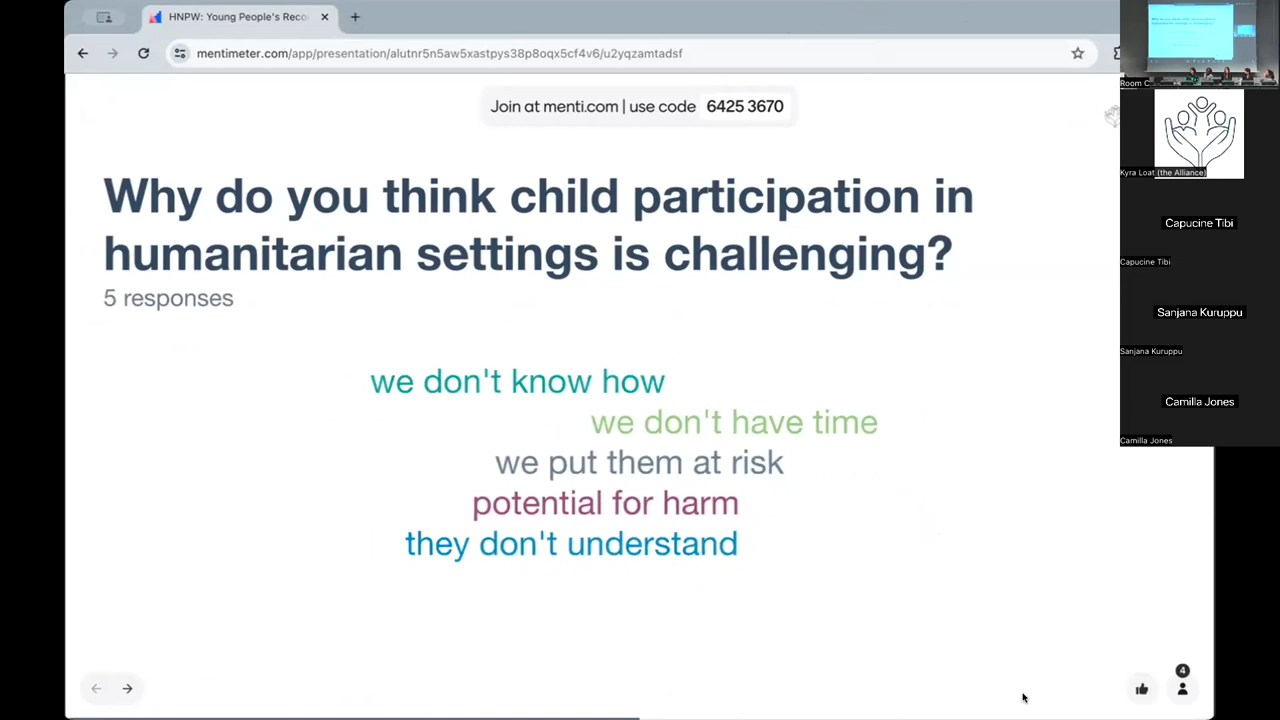 HNPW: Young People's Reco
mentimeter.com/app/presentation/alutnr5n5aw5xastpys38p8oqx5cf4v6/u2yqzamtadsf
Join at menti.com | use code 6425 3670
Why do you think child participation in
humanitarian settings is challenging?
5 responses
we don't know how
we don't have time
we put them at risk
potential for harm
they don't understand
4
Room C
Kyra Loat (the Alliance)
Capucine Tibi
Capucine Tibi
Sanjana Kuruppu
Sanjana Kuruppu
Camilla Jones
Camilla Jones